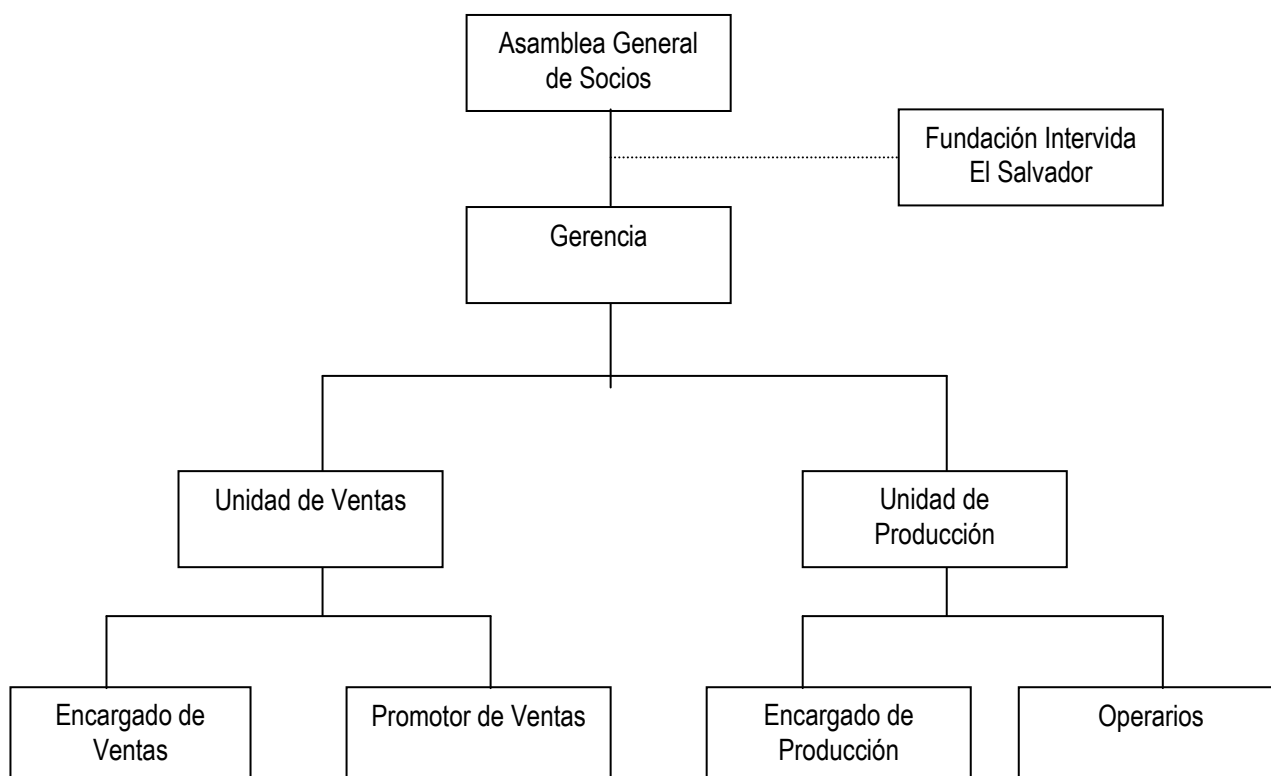 Asamblea General
de Socios
Fundación Intervida
El Salvador
Gerencia
Unidad de Ventas
Unidad de
Producción
Encargado de
Ventas
Promotor de Ventas
Encargado de
Producción
Operarios